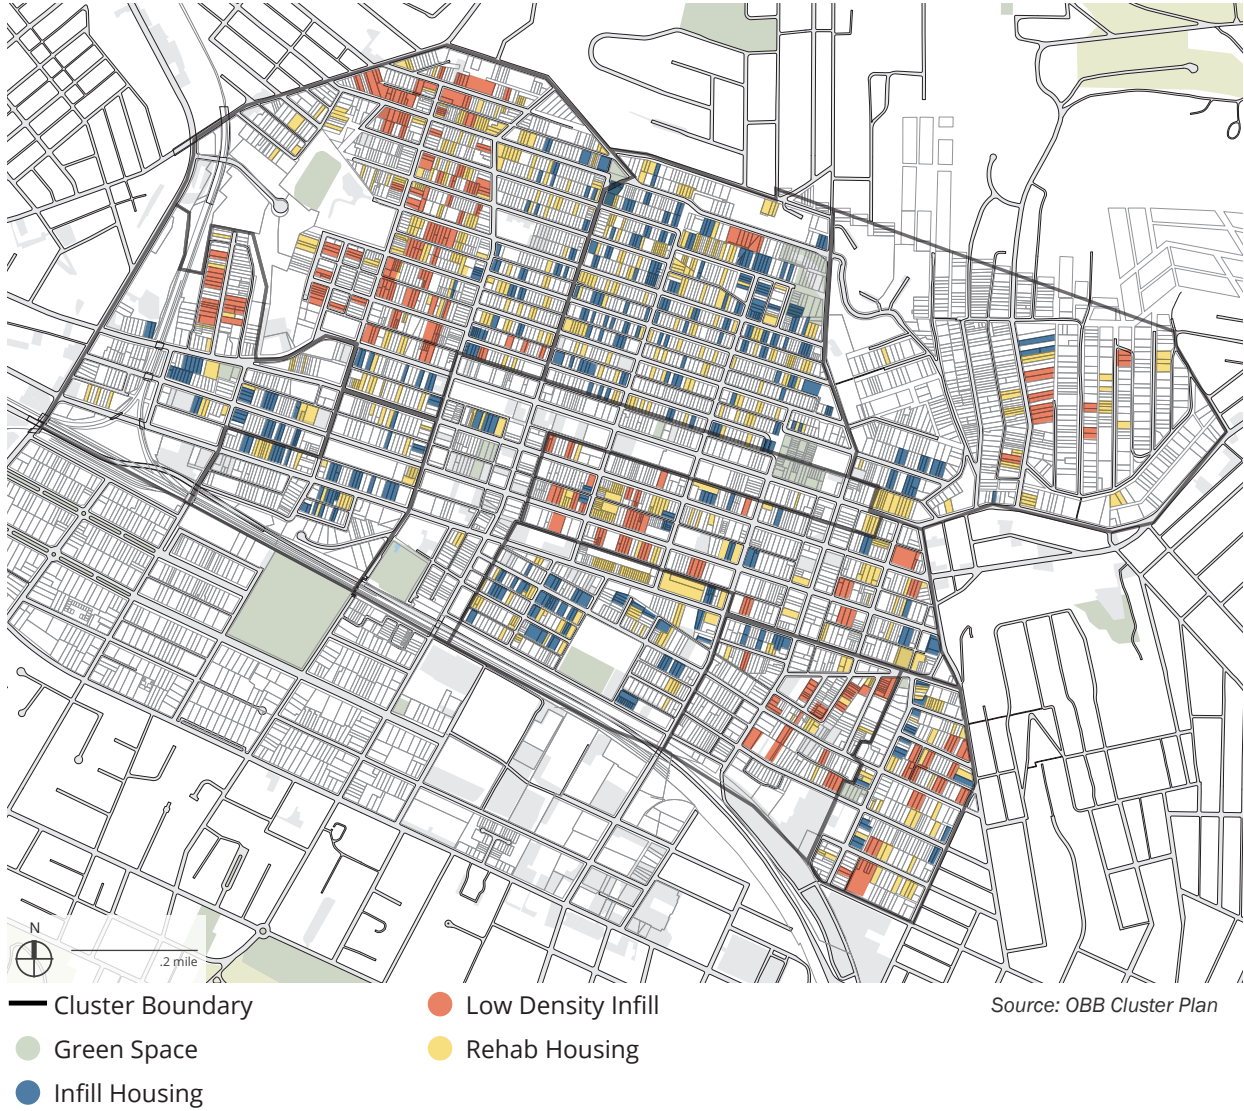 N
.2 mile
Cluster Boundary
Low Density Infill
Source: OBB Cluster Plan
Green Space
Rehab Housing
Infill Housing